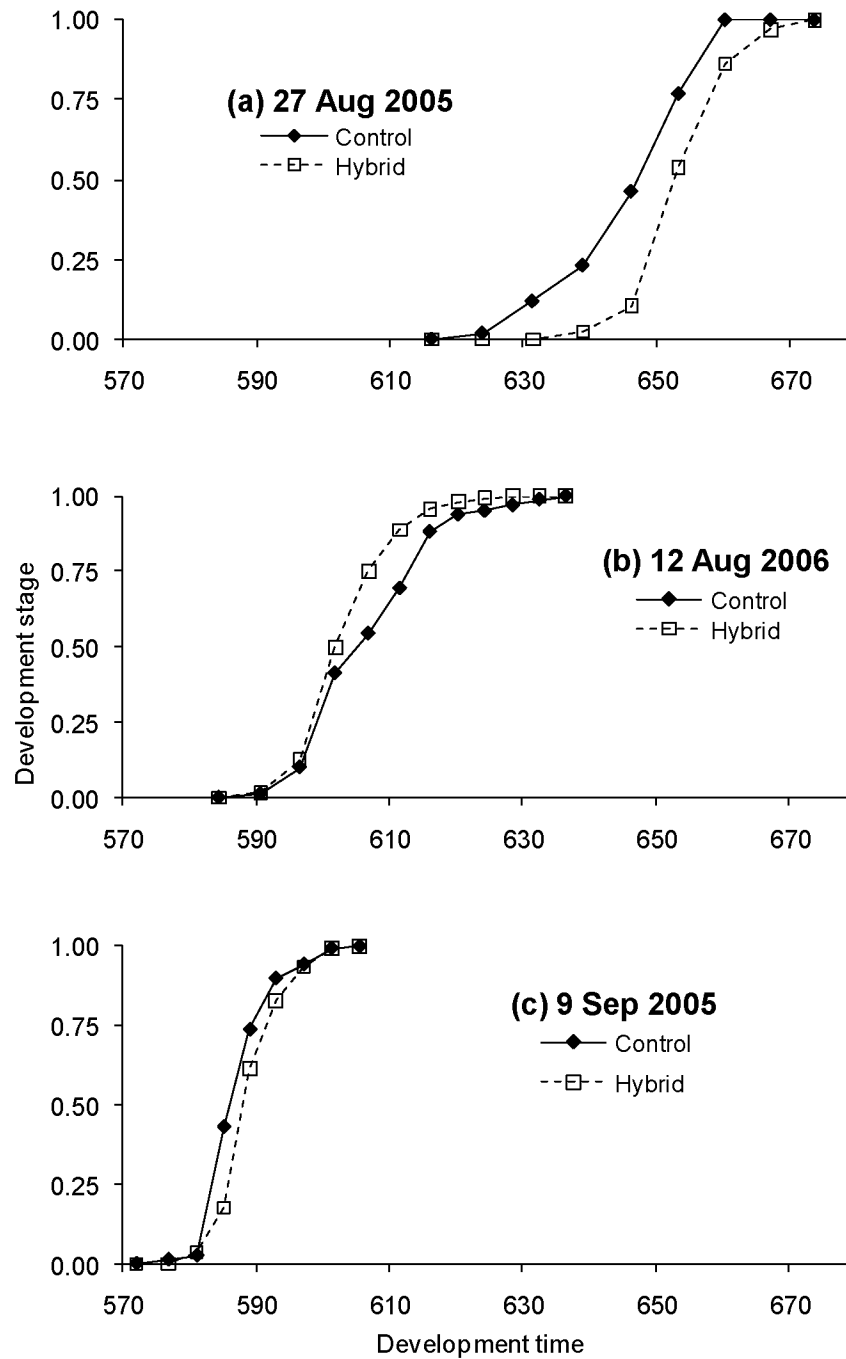 1.00
0.75
0.50
0.25
0.00
(a) 27 Aug 2005
Control
Hybrid
570 590 610 630 650 670
1.00
0.75
0.50
0.25
0.00
(b) 12 Aug 2006
Control
Hybrid
Development stage
570 590 610 630 650 670
1.00
0.75
0.50
0.25
0.00
(c) 9 Sep 2005
Control
Hybrid
570 590 610 630 650 670
Development time